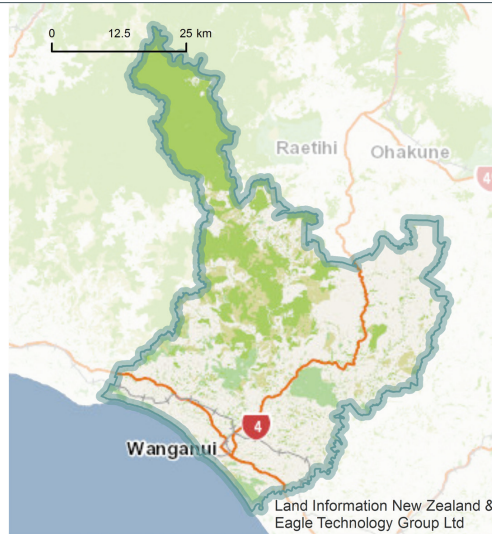 0 12.5 25 km
Raetihi Ohakune
4
4
Wanganui
Land Information New Zealand &
Eagle Technology Group Ltd